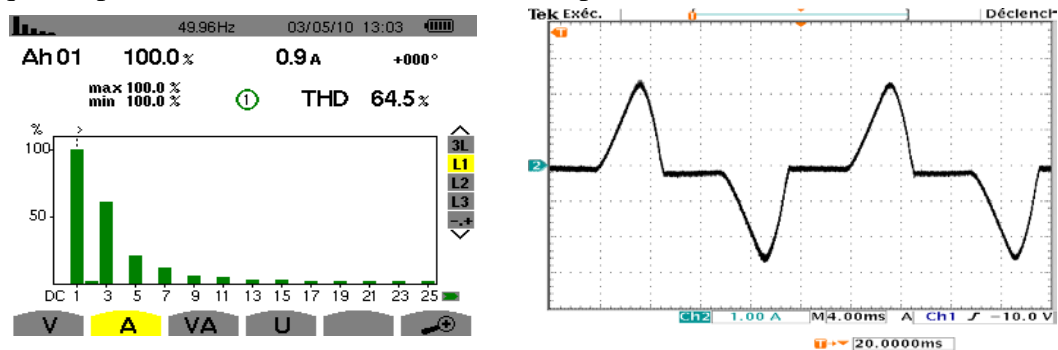 49.96Hz 03/05/10 13:03
Ah 01 100.0 % 0.9 A +000°
max 100.0 %
min 100.0 %
1 THD 64.5 %
%
100
50
3L
L1
L2
L3
-.+
DC 1 3 5 7 9 11 13 15 17 19 21 23 25
V A VA U
Tek Exéc. T Déclench
T
2
Ch2 1.00 A M 4.00ms A Ch1 -10.0 V
T 20.0000ms